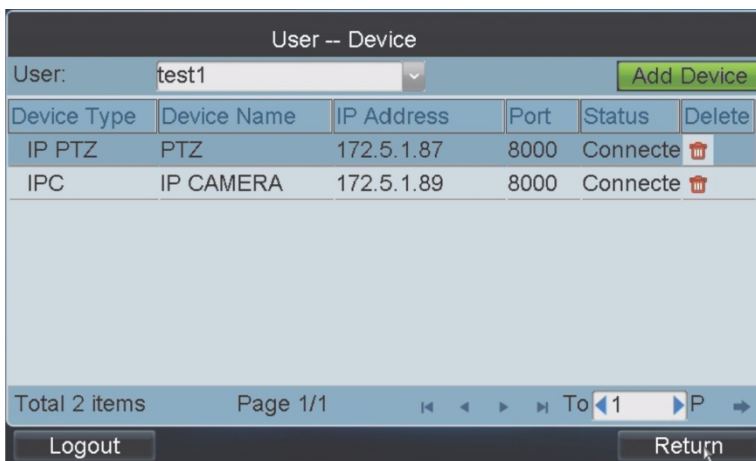 User -- Device
User: test1 Add Device
Device Type Device Name IP Address Port Status Delete
IP PTZ PTZ 172.5.1.87 8000 Connecte
IPC IP CAMERA 172.5.1.89 8000 Connecte
Total 2 items Page 1/1 To 1 P
Logout Return